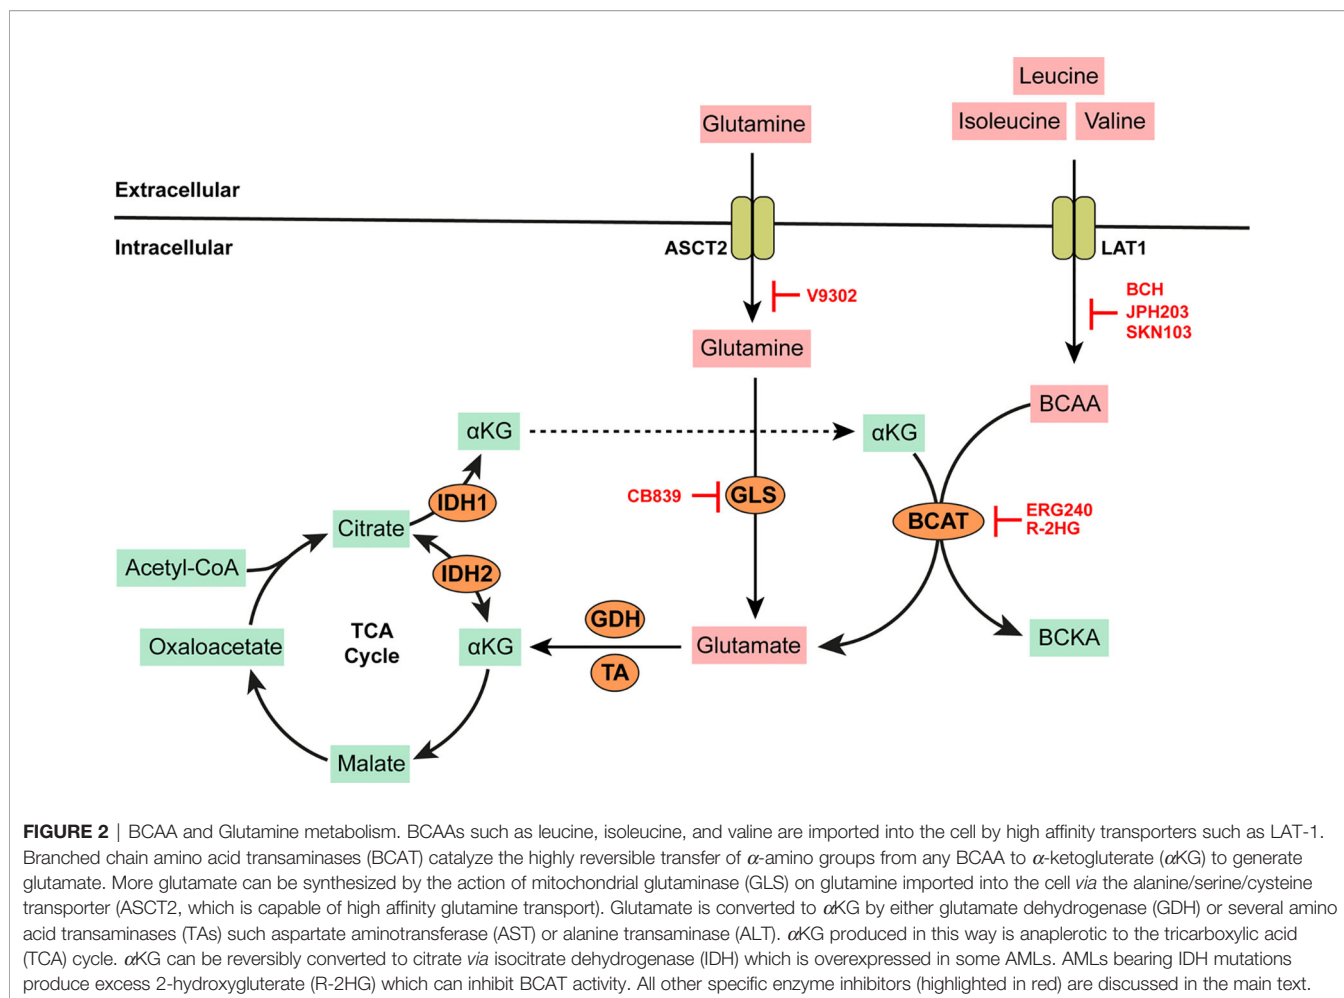 Leucine
Isoleucine Valine
Glutamine
Extracellular
Intracellular
ASCT2
LAT1
V9302
BCH
JPH203
SKN103
Glutamine
BCAA
αKG
αKG
IDH1
CB839
GLS
BCAT
ERG240
R-2HG
Citrate
Acetyl-CoA
IDH2
GDH
TCA
Cycle
Oxaloacetate
αKG
TA
Glutamate
BCKA
Malate
FIGURE 2 | BCAA and Glutamine metabolism. BCAAs such as leucine, isoleucine, and valine are imported into the cell by high affinity transporters such as LAT-1.
Branched chain amino acid transaminases (BCAT) catalyze the highly reversible transfer of α-amino groups from any BCAA to α-ketogluterate (αKG) to generate
glutamate. More glutamate can be synthesized by the action of mitochondrial glutaminase (GLS) on glutamine imported into the cell via the alanine/serine/cysteine
transporter (ASCT2, which is capable of high affinity glutamine transport). Glutamate is converted to αKG by either glutamate dehydrogenase (GDH) or several amino
acid transaminases (TAs) such aspartate aminotransferase (AST) or alanine transaminase (ALT). αKG produced in this way is anaplerotic to the tricarboxylic acid
(TCA) cycle. αKG can be reversibly converted to citrate via isocitrate dehydrogenase (IDH) which is overexpressed in some AMLs. AMLs bearing IDH mutations
produce excess 2-hydroxygluterate (R-2HG) which can inhibit BCAT activity. All other specific enzyme inhibitors (highlighted in red) are discussed in the main text.